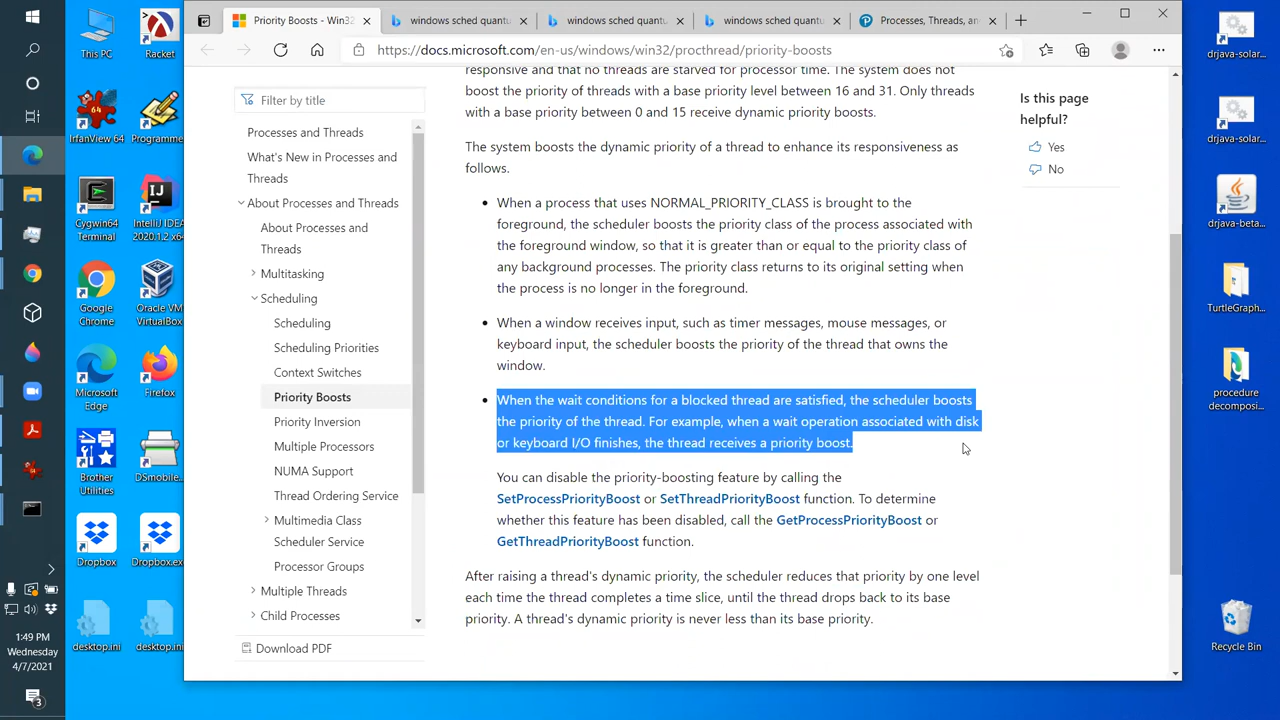 Priority Boosts - Win32
windows sched quantu
windows sched quantu
windows sched quantu
Processes, Threads, an
https://docs.microsoft.com/en-us/windows/win32/procthread/priority-boosts
This PC
Racket
IrfanView 64
Programme
Cygwin64
Terminal
IntelliJ IDEA
2020.1.2 x64
Google
Chrome
Oracle VM
VirtualBox
Microsoft
Edge
Firefox
Brother
Utilities
DSmobile
Dropbox
Dropbox.exe
desktop.ini
desktop.ini
1:49 PM
Wednesday
4/7/2021
3
Filter by title
Processes and Threads
What's New in Processes and
Threads
About Processes and Threads
About Processes and
Threads
Multitasking
Scheduling
Scheduling
Scheduling Priorities
Context Switches
Priority Boosts
Priority Inversion
Multiple Processors
NUMA Support
Thread Ordering Service
Multimedia Class
Scheduler Service
Processor Groups
Multiple Threads
Child Processes
Download PDF
responsive and that no threads are starved for processor time. The system does not
boost the priority of threads with a base priority level between 16 and 31. Only threads
with a base priority between 0 and 15 receive dynamic priority boosts.
The system boosts the dynamic priority of a thread to enhance its responsiveness as
follows.
• When a process that uses NORMAL_PRIORITY_CLASS is brought to the
foreground, the scheduler boosts the priority class of the process associated with
the foreground window, so that it is greater than or equal to the priority class of
any background processes. The priority class returns to its original setting when
the process is no longer in the foreground.
• When a window receives input, such as timer messages, mouse messages, or
keyboard input, the scheduler boosts the priority of the thread that owns the
window.
• When the wait conditions for a blocked thread are satisfied, the scheduler boosts
the priority of the thread. For example, when a wait operation associated with disk
or keyboard I/O finishes, the thread receives a priority boost.
You can disable the priority-boosting feature by calling the
SetProcessPriorityBoost or SetThreadPriorityBoost function. To determine
whether this feature has been disabled, call the GetProcessPriorityBoost or
GetThreadPriorityBoost function.
After raising a thread's dynamic priority, the scheduler reduces that priority by one level
each time the thread completes a time slice, until the thread drops back to its base
priority. A thread's dynamic priority is never less than its base priority.
Is this page
helpful?
Yes
No
drjava-solar...
drjava-solar...
drjava-beta...
TurtleGraph...
procedure
decomposi...
Recycle Bin